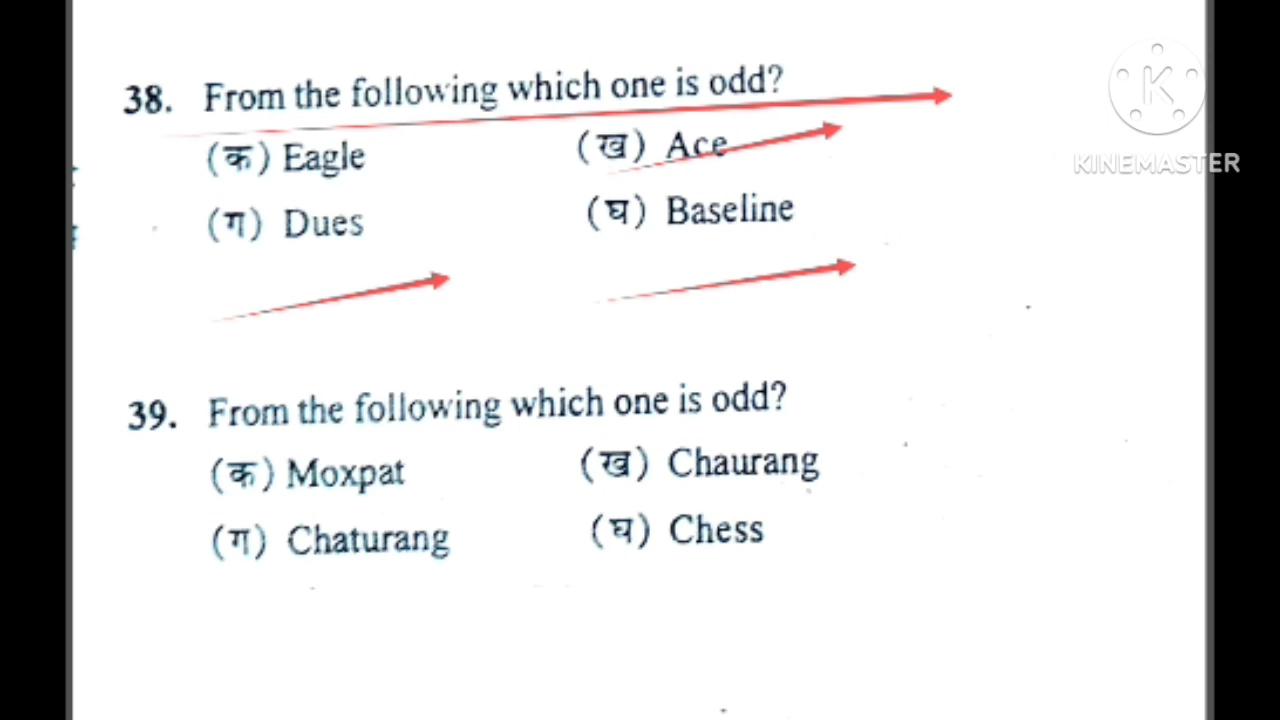 38. From the following which one is odd?
(क) Eagle (ख) Ace
(ग) Dues (घ) Baseline
39. From the following which one is odd?
(क) Moxpat (ख) Chaurang
(ग) Chaturang (घ) Chess
K
KINEMASTER